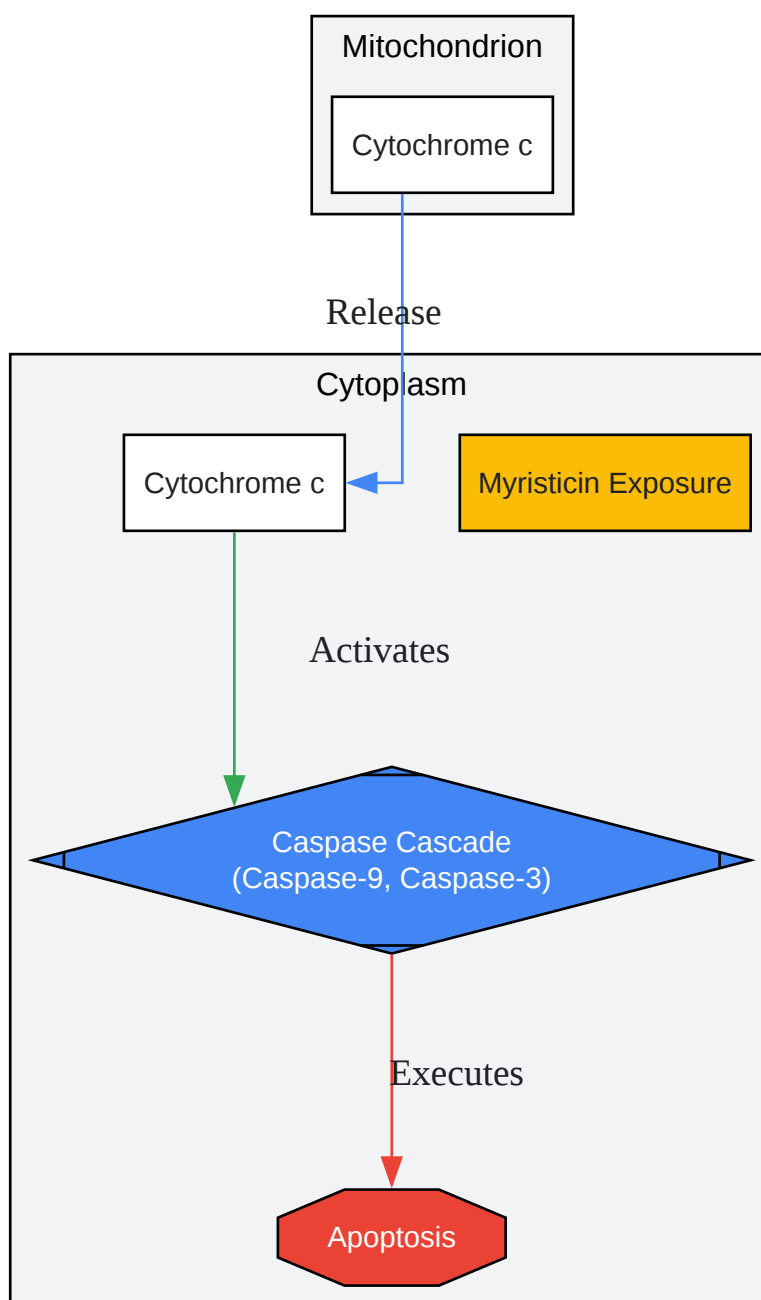 Mitochondrion
Cytochrome c
Release
Cytoplasm
Cytochrome c
Myristicin Exposure
Activates
Caspase Cascade
(Caspase-9, Caspase-3)
Executes
Apoptosis